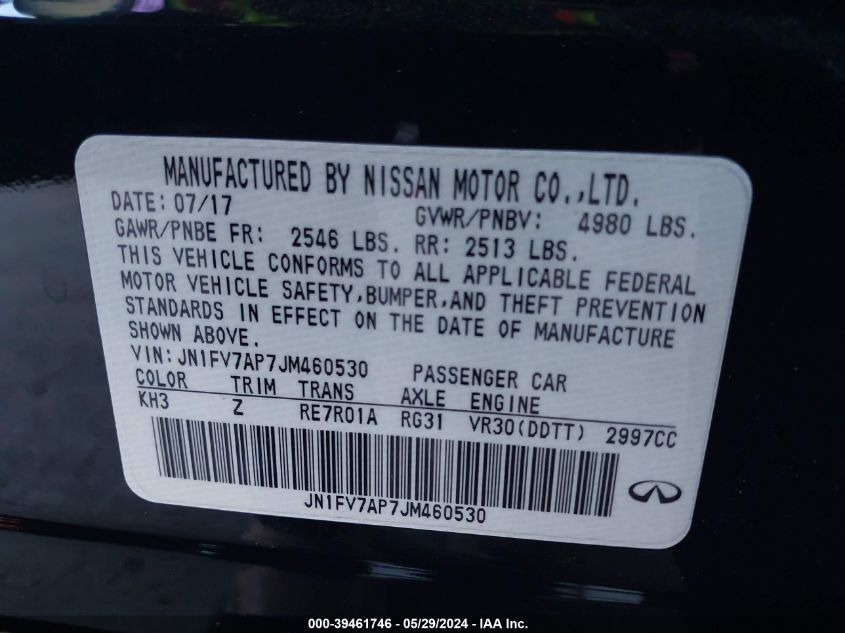 MANUFACTURED BY NISSAN MOTOR CO.,LTD.
DATE: 07/17 GVWR/PNBV: 4980 LBS.
GAWR/PNBE FR: 2546 LBS. RR: 2513 LBS.
THIS VEHICLE CONFORMS TO ALL APPLICABLE FEDERAL
MOTOR VEHICLE SAFETY,BUMPER,AND THEFT PREVENTION
STANDARDS IN EFFECT ON THE DATE OF MANUFACTURE
SHOWN ABOVE.
VIN:JN1FV7AP7JM460530 PASSENGER CAR
COLOR TRIM TRANS AXLE ENGINE
KH3 Z RE7R01A RG31 VR30(DDTT) 2997CC
JN1FV7AP7JM460530
000-39461746 — 05/29/2024 — IAA Inc.